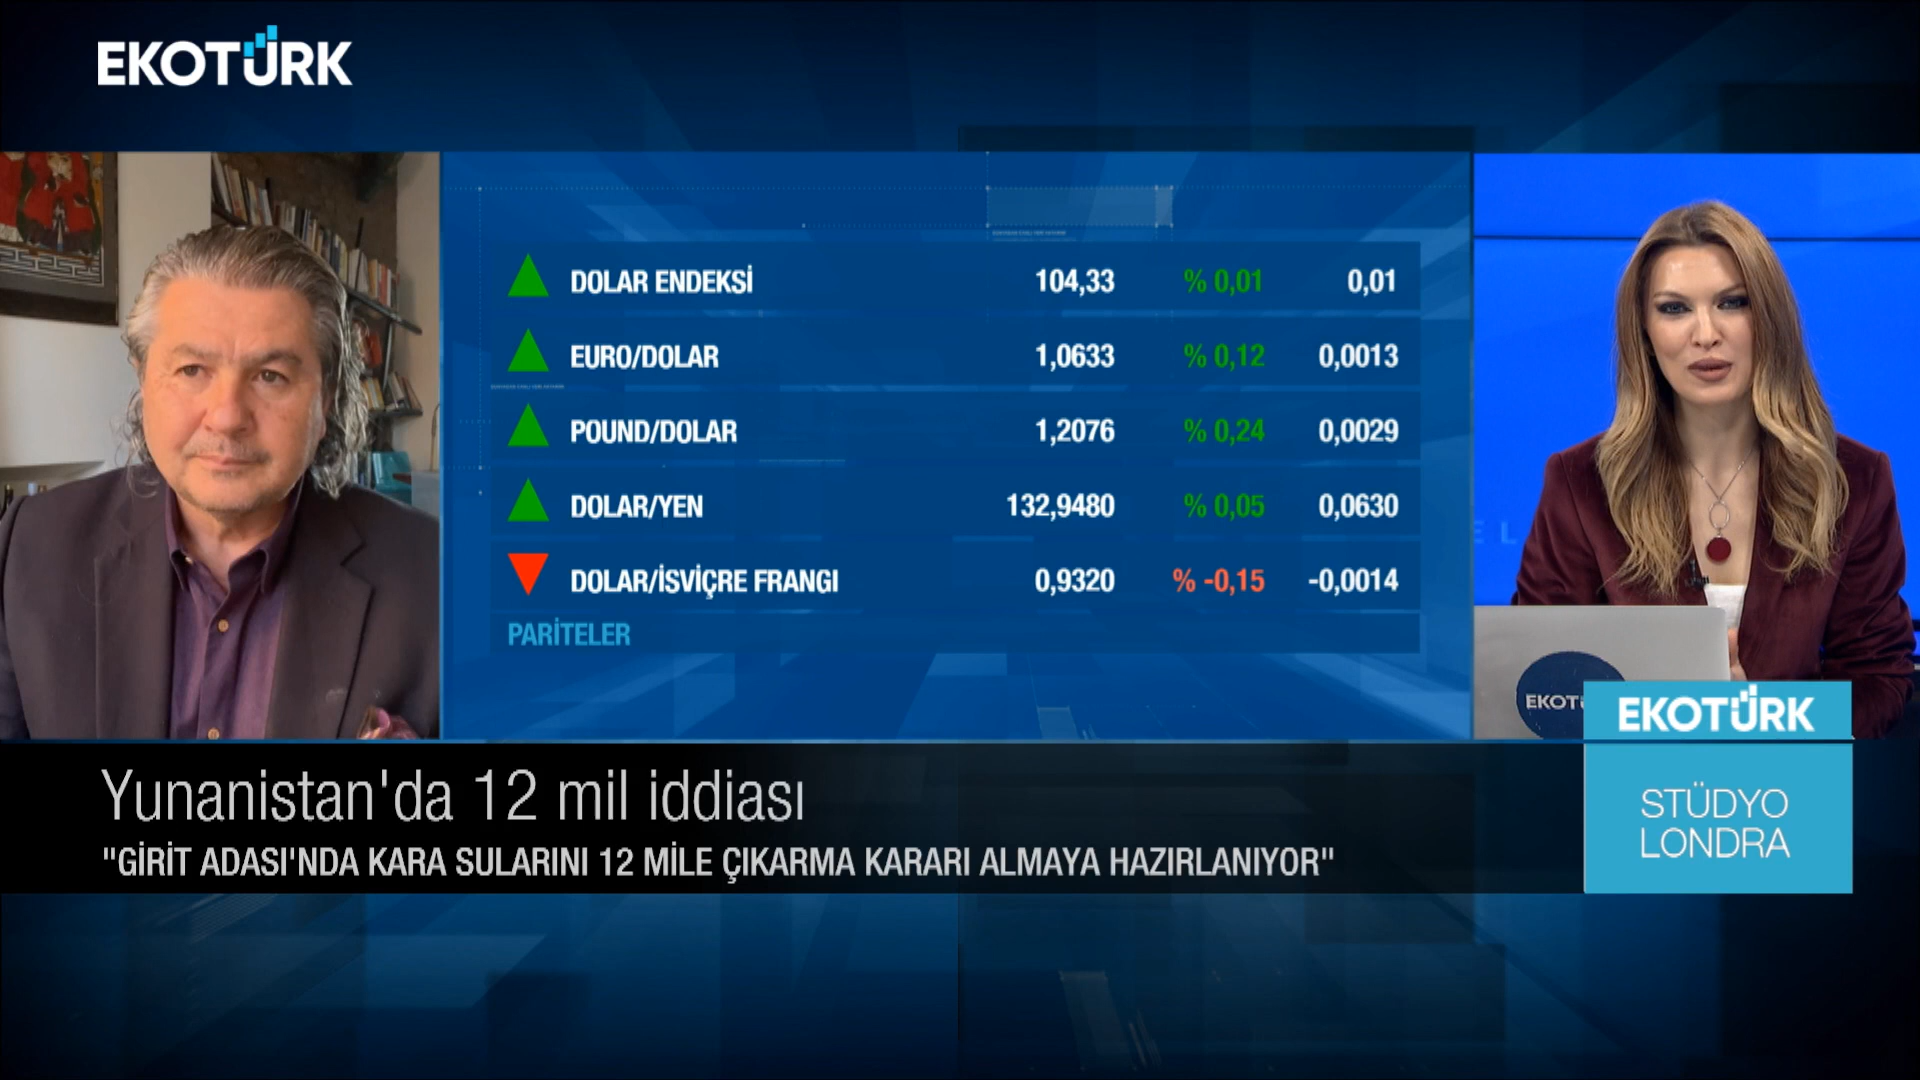 EKOTÜRK
DOLAR ENDEKSİ 104,33 % 0,01 0,01
EURO/DOLAR 1,0633 % 0,12 0,0013
POUND/DOLAR 1,2076 % 0,24 0,0029
DOLAR/YEN 132,9480 % 0,05 0,0630
DOLAR/İSVİÇRE FRANGI 0,9320 % -0,15 -0,0014
PARİTELER
EKOTÜRK
STÜDYO
LONDRA
Yunanistan'da 12 mil iddiası
"GİRİT ADASI'NDA KARA SULARINI 12 MİLE ÇIKARMA KARARI ALMAYA HAZIRLANIYOR"